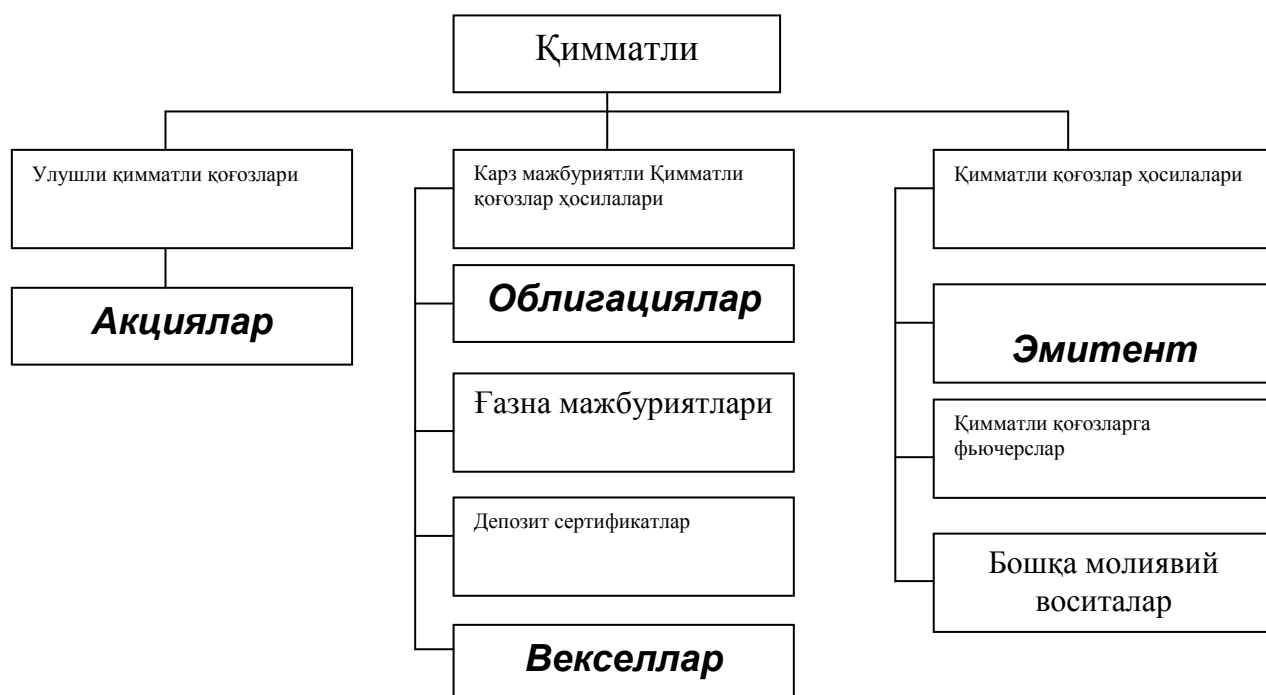 Қимматли
Улушли қимматли қоғозлари
Акциялар
Карз мажбуриятли Қимматли
қоғозлар ҳосилалари
Облигациялар
Ғазна мажбуриятлари
Депозит сертификатлар
Векселлар
Қимматли қоғозлар ҳосилалари
Эмитент
Қимматли қоғозларга
фьючерслар
Бошқа молиявий
воситалар